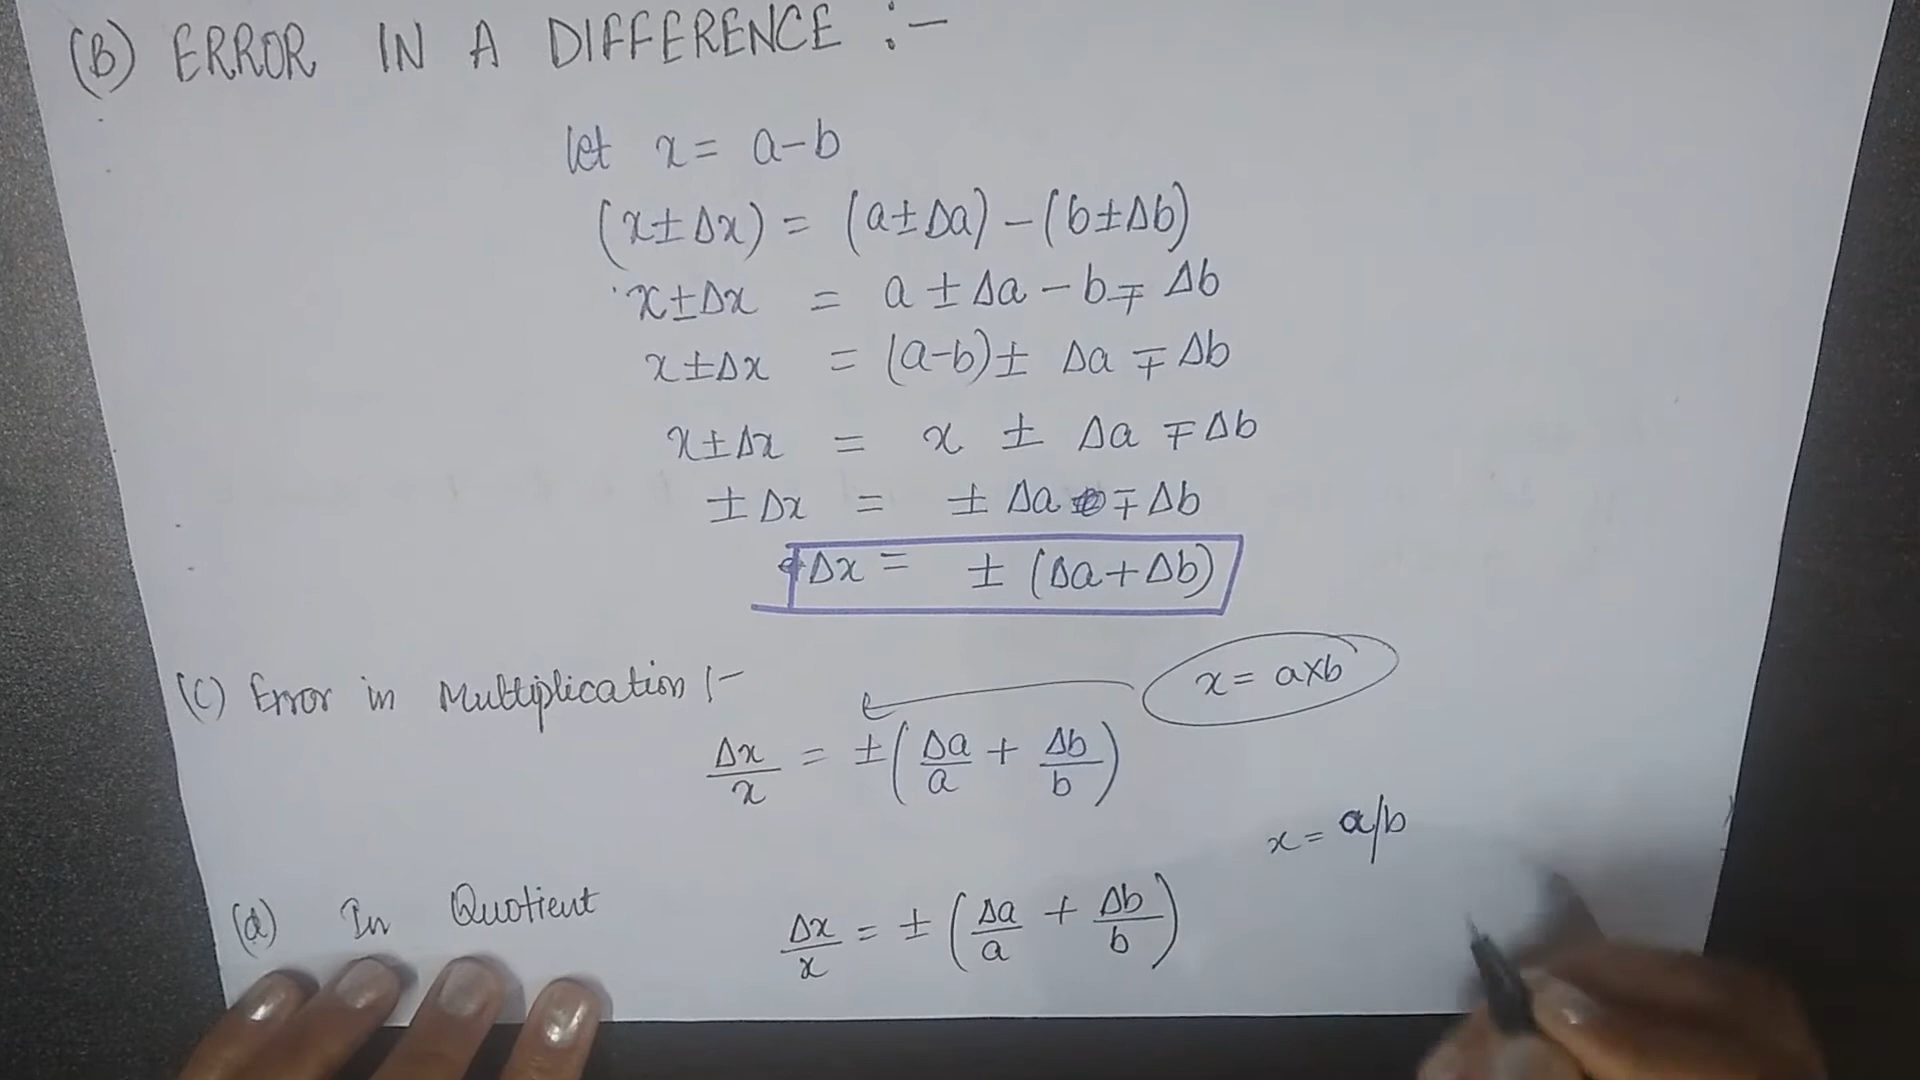 (B) ERROR IN A DIFFERENCE :-
let x = a-b
(x±Δx) = (a±Δa) - (b±Δb)
x±Δx = a ± Δa - b ∓ Δb
x±Δx = (a-b) ± Δa ∓ Δb
x±Δx = x ± Δa ∓ Δb
± Δx = ± Δa ∓ Δb
Δx = ± (Δa+Δb)
(C) Error in Multiplication :- x = a×b
Δx/x = ±(Δa/a + Δb/b)
x = a/b
(d) In Quotient Δx/x = ± (Δa/a + Δb/b)